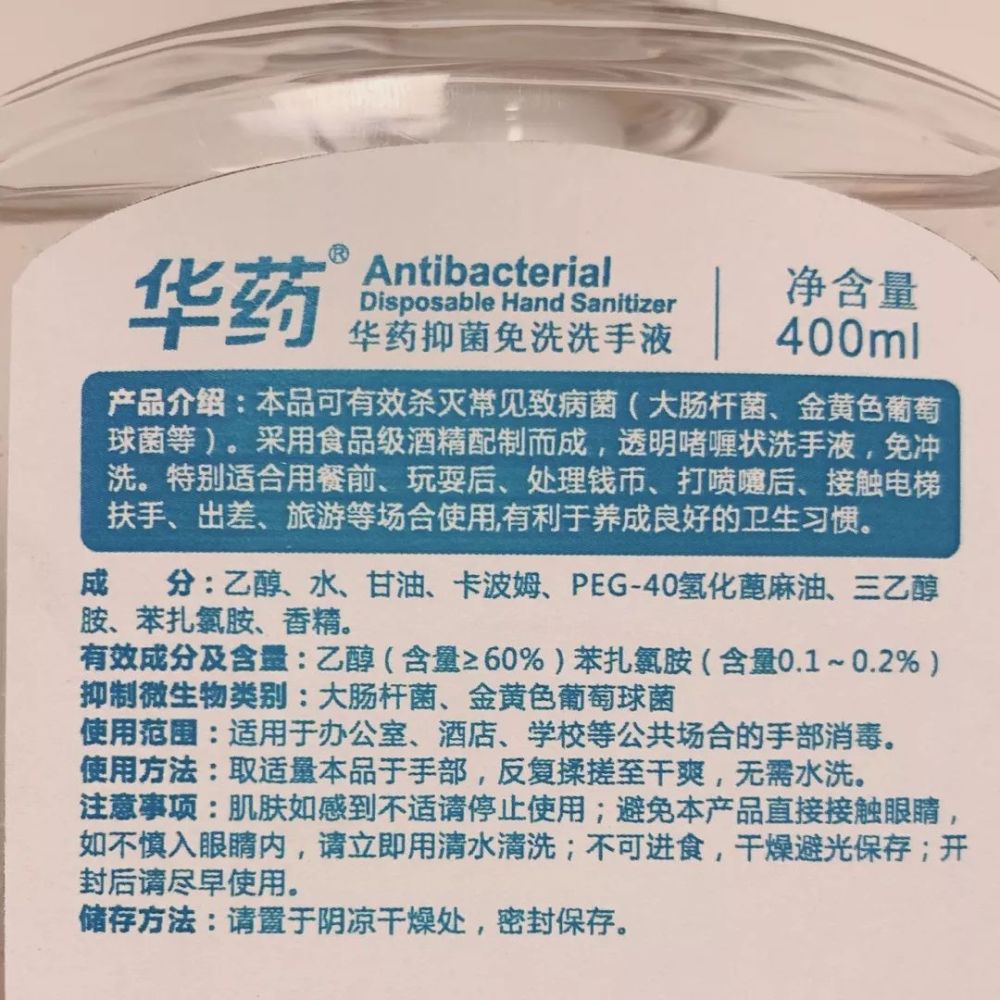 华药® Antibacterial
Disposable Hand Sanitizer
华药抑菌免洗洗手液
净含量
400ml
产品介绍：本品可有效杀灭常见致病菌（大肠杆菌、金黄色葡萄
球菌等）。采用食品级酒精配制而成，透明啫喱状洗手液，免冲
洗。特别适合用餐前、玩耍后、处理钱币、打喷嚏后、接触电梯
扶手、出差、旅游等场合使用,有利于养成良好的卫生习惯。
成　　分：乙醇、水、甘油、卡波姆、PEG-40氢化蓖麻油、三乙醇
胺、苯扎氯胺、香精。
有效成分及含量：乙醇（含量≥60%）苯扎氯胺（含量0.1～0.2%）
抑制微生物类别：大肠杆菌、金黄色葡萄球菌
使用范围：适用于办公室、酒店、学校等公共场合的手部消毒。
使用方法：取适量本品于手部，反复揉搓至干爽，无需水洗。
注意事项：肌肤如感到不适请停止使用；避免本产品直接接触眼睛，
如不慎入眼睛内，请立即用清水清洗；不可进食，干燥避光保存；开
封后请尽早使用。
储存方法：请置于阴凉干燥处，密封保存。